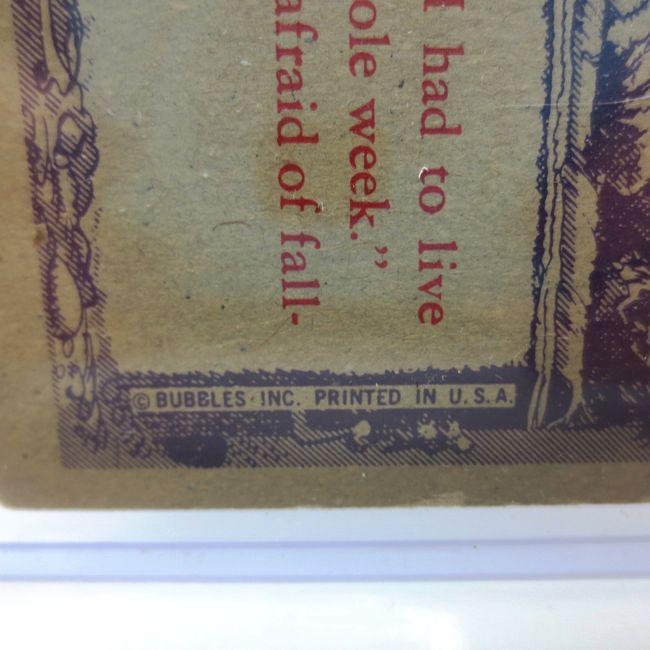 I had to live
ole week.”
afraid of fall-
© BUBBLES · INC. PRINTED IN U.S.A.